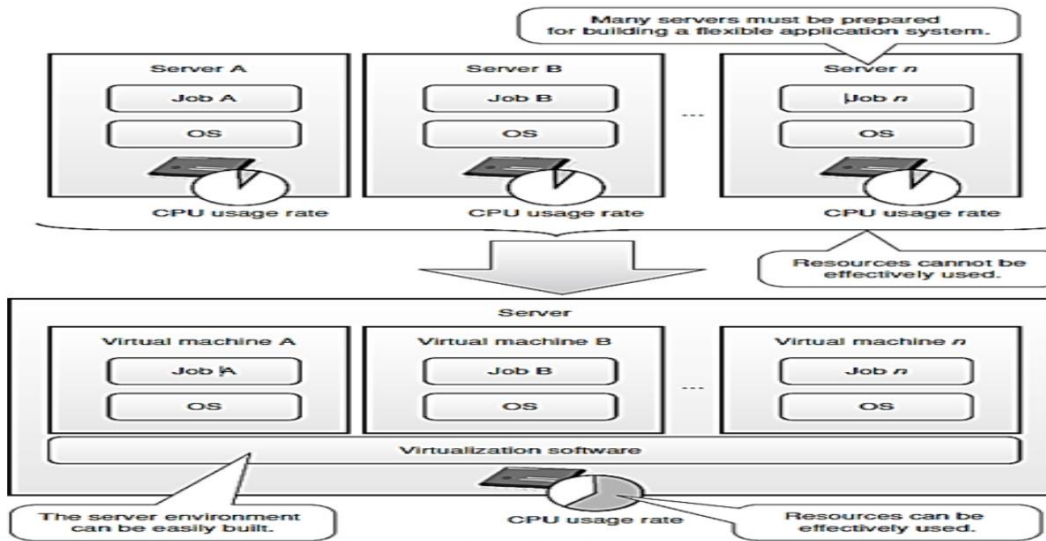 Many servers must be prepared
for building a flexible application system.
Server A
Server B
Server n
Job A
Job B
Job n
...
OS
OS
OS
CPU usage rate
CPU usage rate
CPU usage rate
Resources cannot be
effectively used.
Server
Virtual machine A
Virtual machine B
Virtual machine n
Job A
Job B
Job n
...
OS
OS
OS
Virtualization software
The server environment
can be easily built.
CPU usage rate
Resources can be
effectively used.